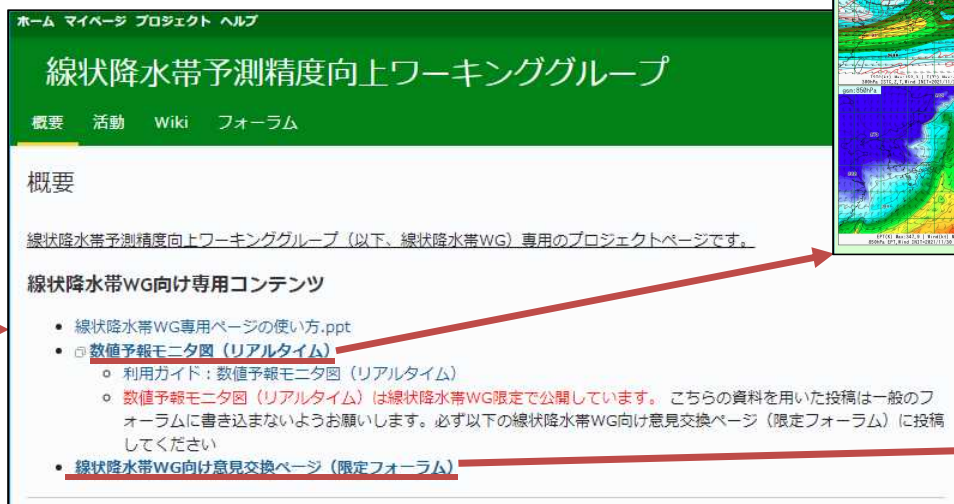 ホーム マイページ プロジェクト ヘルプ
線状降水帯予測精度向上ワーキンググループ
概要 活動 Wiki フォーラム
概要
線状降水帯予測精度向上ワーキンググループ（以下、線状降水帯WG）専用のプロジェクトページです。
線状降水帯WG向け専用コンテンツ
線状降水帯WG専用ページの使い方.ppt
数値予報モニタ図（リアルタイム）
利用ガイド：数値予報モニタ図（リアルタイム）
数値予報モニタ図（リアルタイム）は線状降水帯WG限定で公開しています。 こちらの資料を用いた投稿は一般のフ
ォーラムに書き込まないようお願いします。必ず以下の線状降水帯WG向け意見交換ページ（限定フォーラム）に投稿
してください
線状降水帯WG向け意見交換ページ（限定フォーラム）